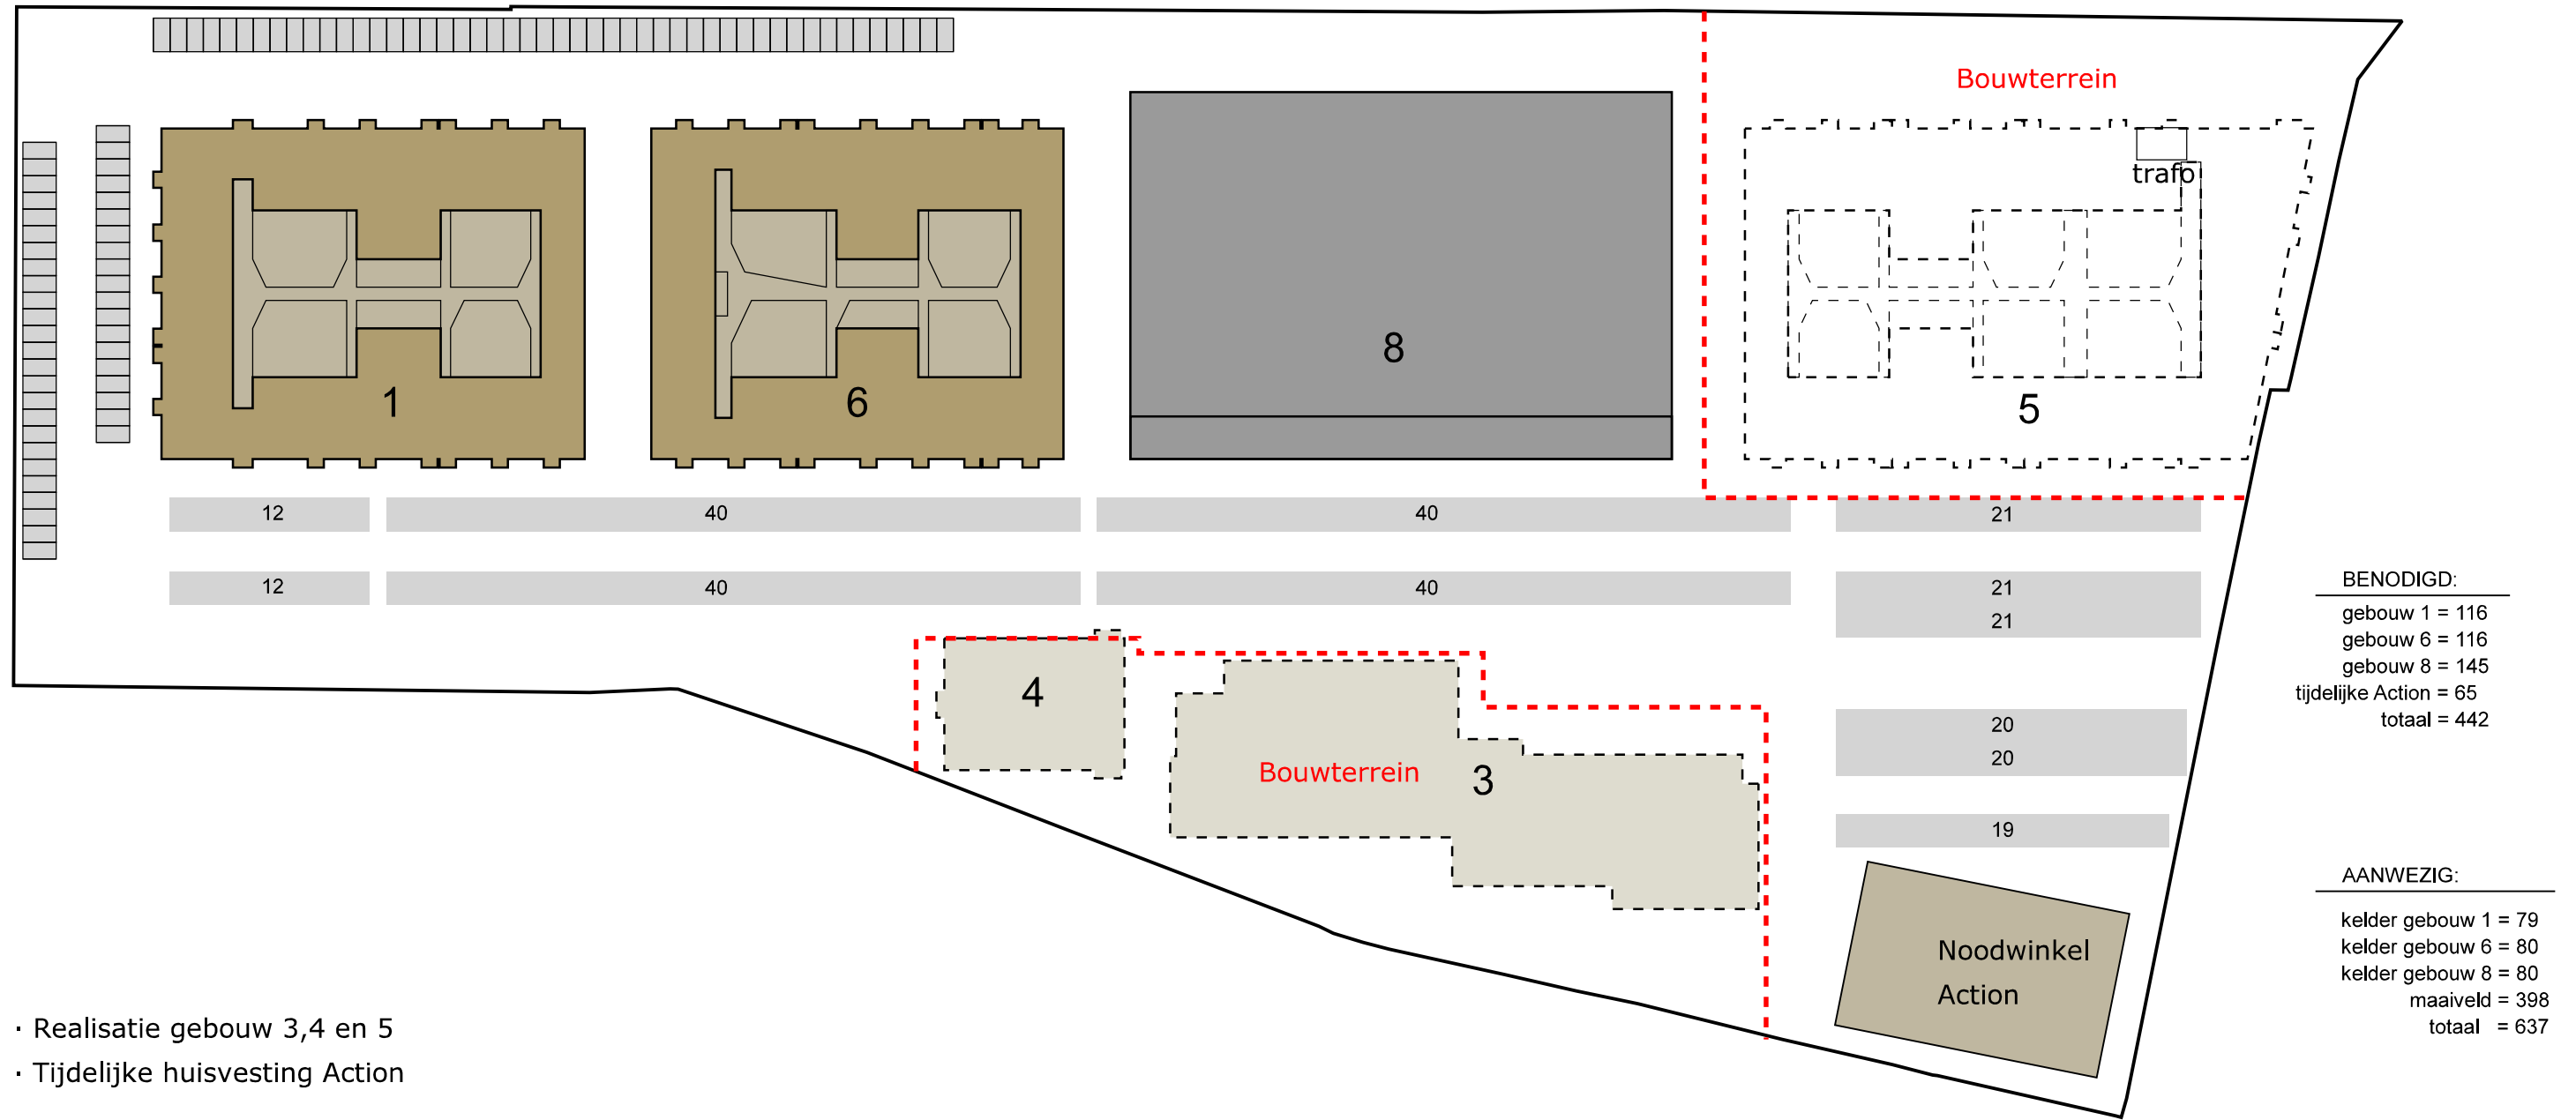 Bouwterrein
trafo
1
6
8
5
12
40
40
21
12
40
40
21
21
4
Bouwterrein
3
20
20
19
Noodwinkel
Action
BENODIGD:
gebouw 1 = 116
gebouw 6 = 116
gebouw 8 = 145
tijdelijke Action = 65
totaal = 442
AANWEZIG:
kelder gebouw 1 = 79
kelder gebouw 6 = 80
kelder gebouw 8 = 80
maaiveld = 398
totaal = 637
· Realisatie gebouw 3,4 en 5
· Tijdelijke huisvesting Action